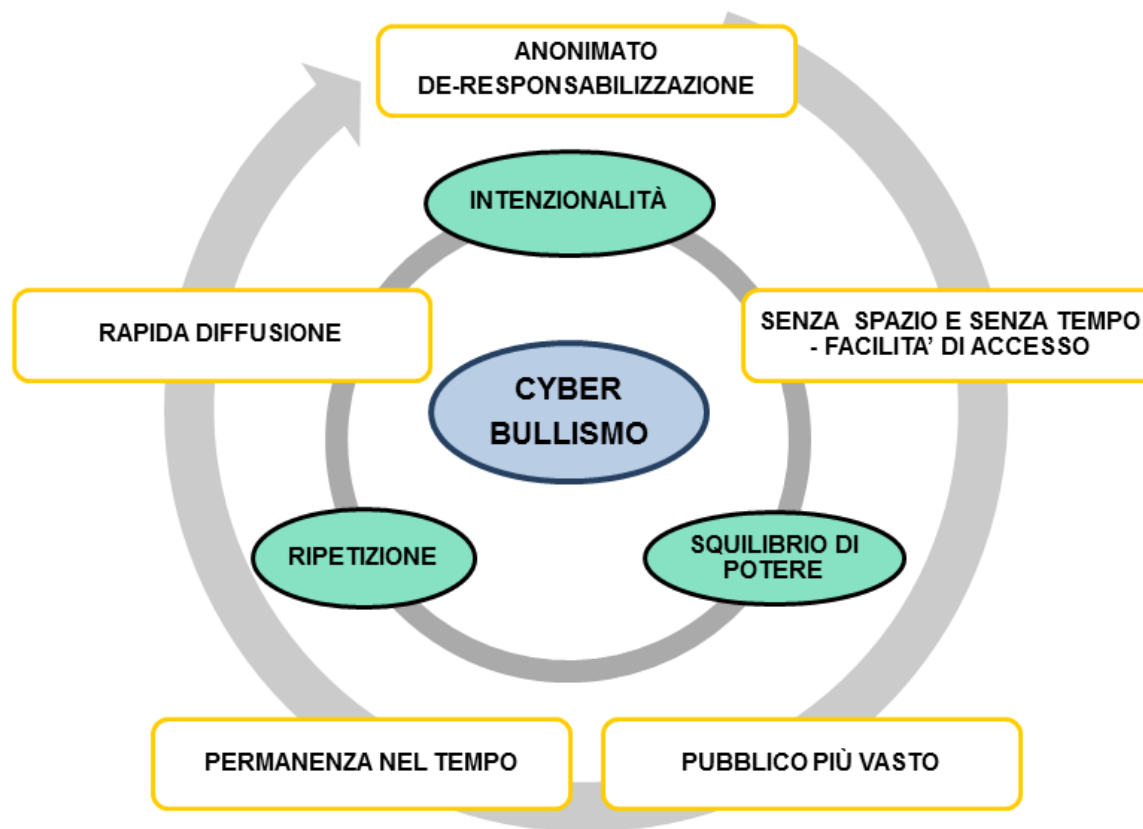 ANONIMATO
DE-RESPONSABILIZZAZIONE
INTENZIONALITÀ
RAPIDA DIFFUSIONE
SENZA SPAZIO E SENZA TEMPO
- FACILITA' DI ACCESSO
CYBER
BULLISMO
RIPETIZIONE
SQUILIBRIO DI
POTERE
PERMANENZA NEL TEMPO
PUBBLICO PIÙ VASTO